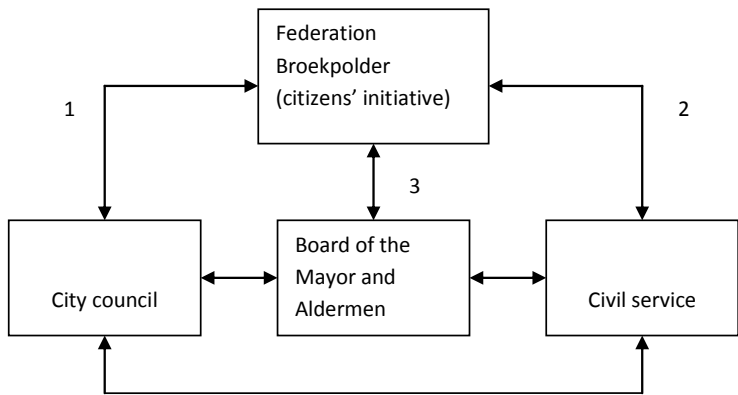 Federation
Broekpolder
(citizens’ initiative)
1
2
3
City council
Board of the
Mayor and
Aldermen
Civil service